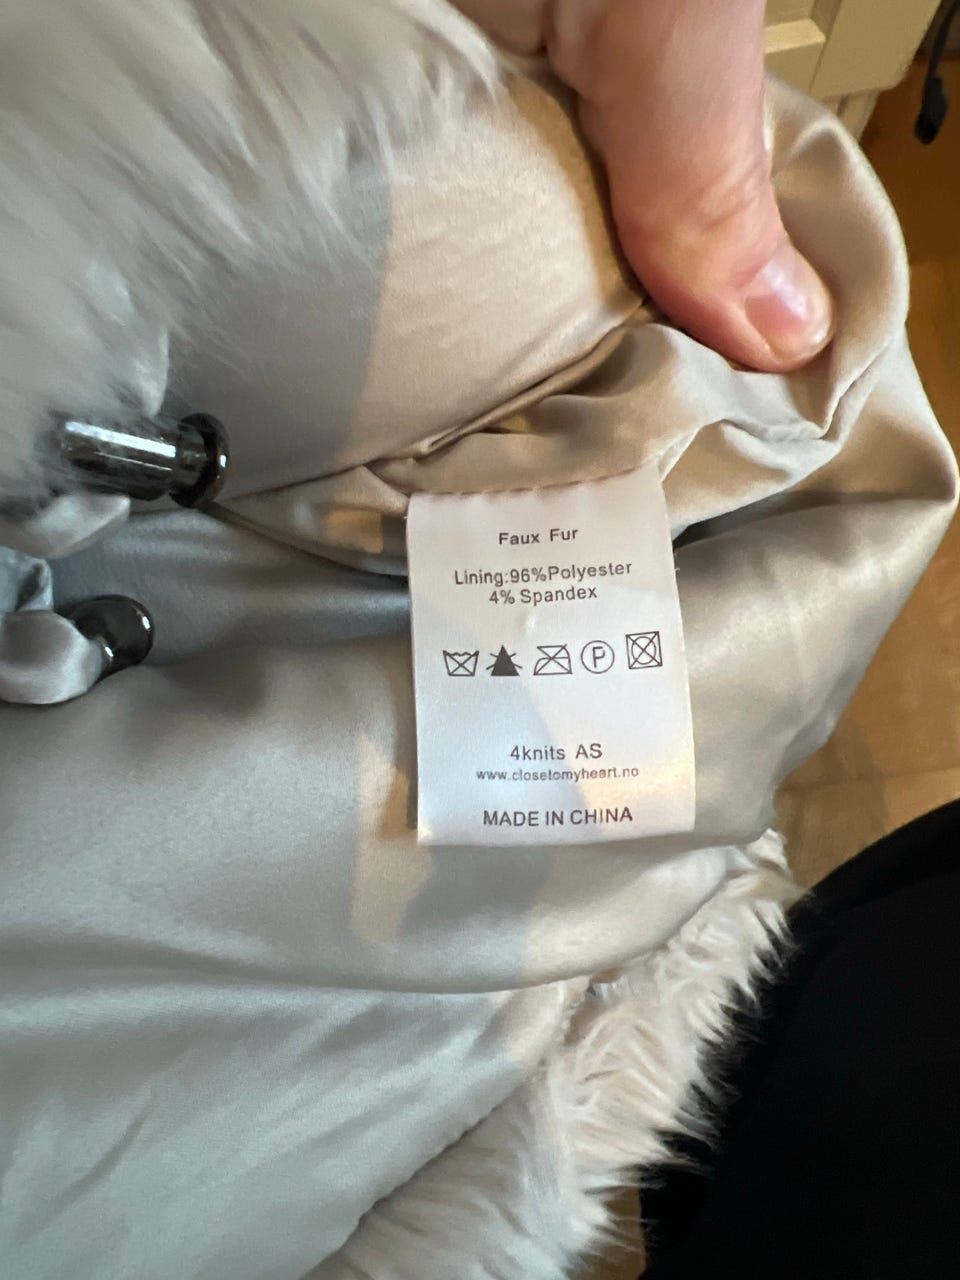 Faux Fur
Lining:96%Polyester
4% Spandex
P
4knits AS
www.closetomyheart.no
MADE IN CHINA